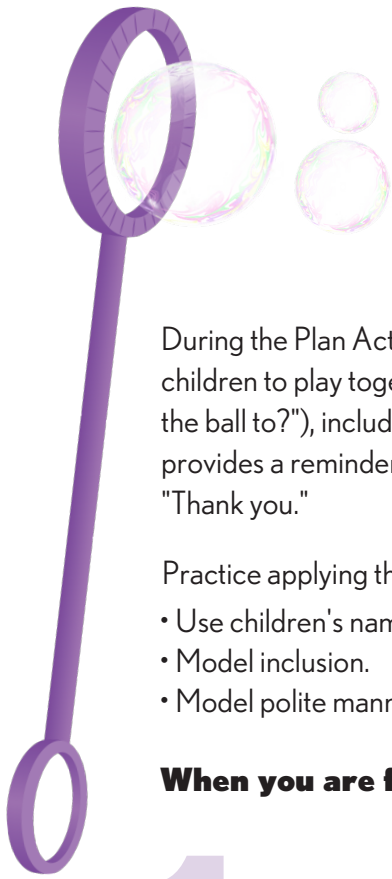 During the Plan Act
children to play toge
the ball to?"), includ
provides a reminder
"Thank you."
Practice applying th
• Use children's nam
• Model inclusion.
• Model polite mann
When you are f